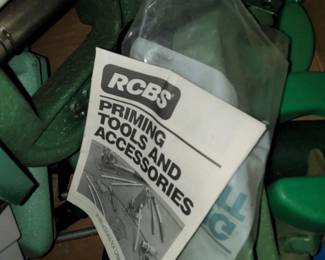 RCBS
PRIMING
TOOLS AND
ACCESSORIES